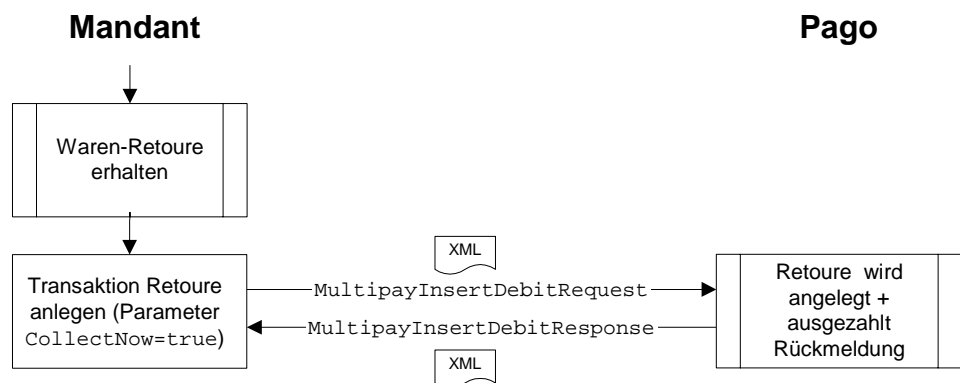 Mandant
Pago
Waren-Retoure
erhalten
XML
Transaktion Retoure
anlegen (Parameter
CollectNow=true)
MultipayInsertDebitRequest
MultipayInsertDebitResponse
Retoure wird
angelegt +
ausgezahlt
Rückmeldung
XML